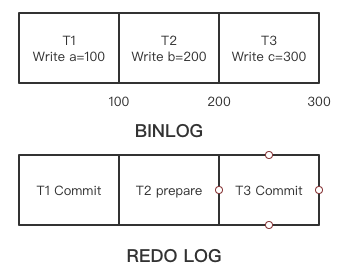 T1
Write a=100
T2
Write b=200
T3
Write c=300
100
200
300
BINLOG
T1 Commit
T2 prepare
T3 Commit
REDO LOG